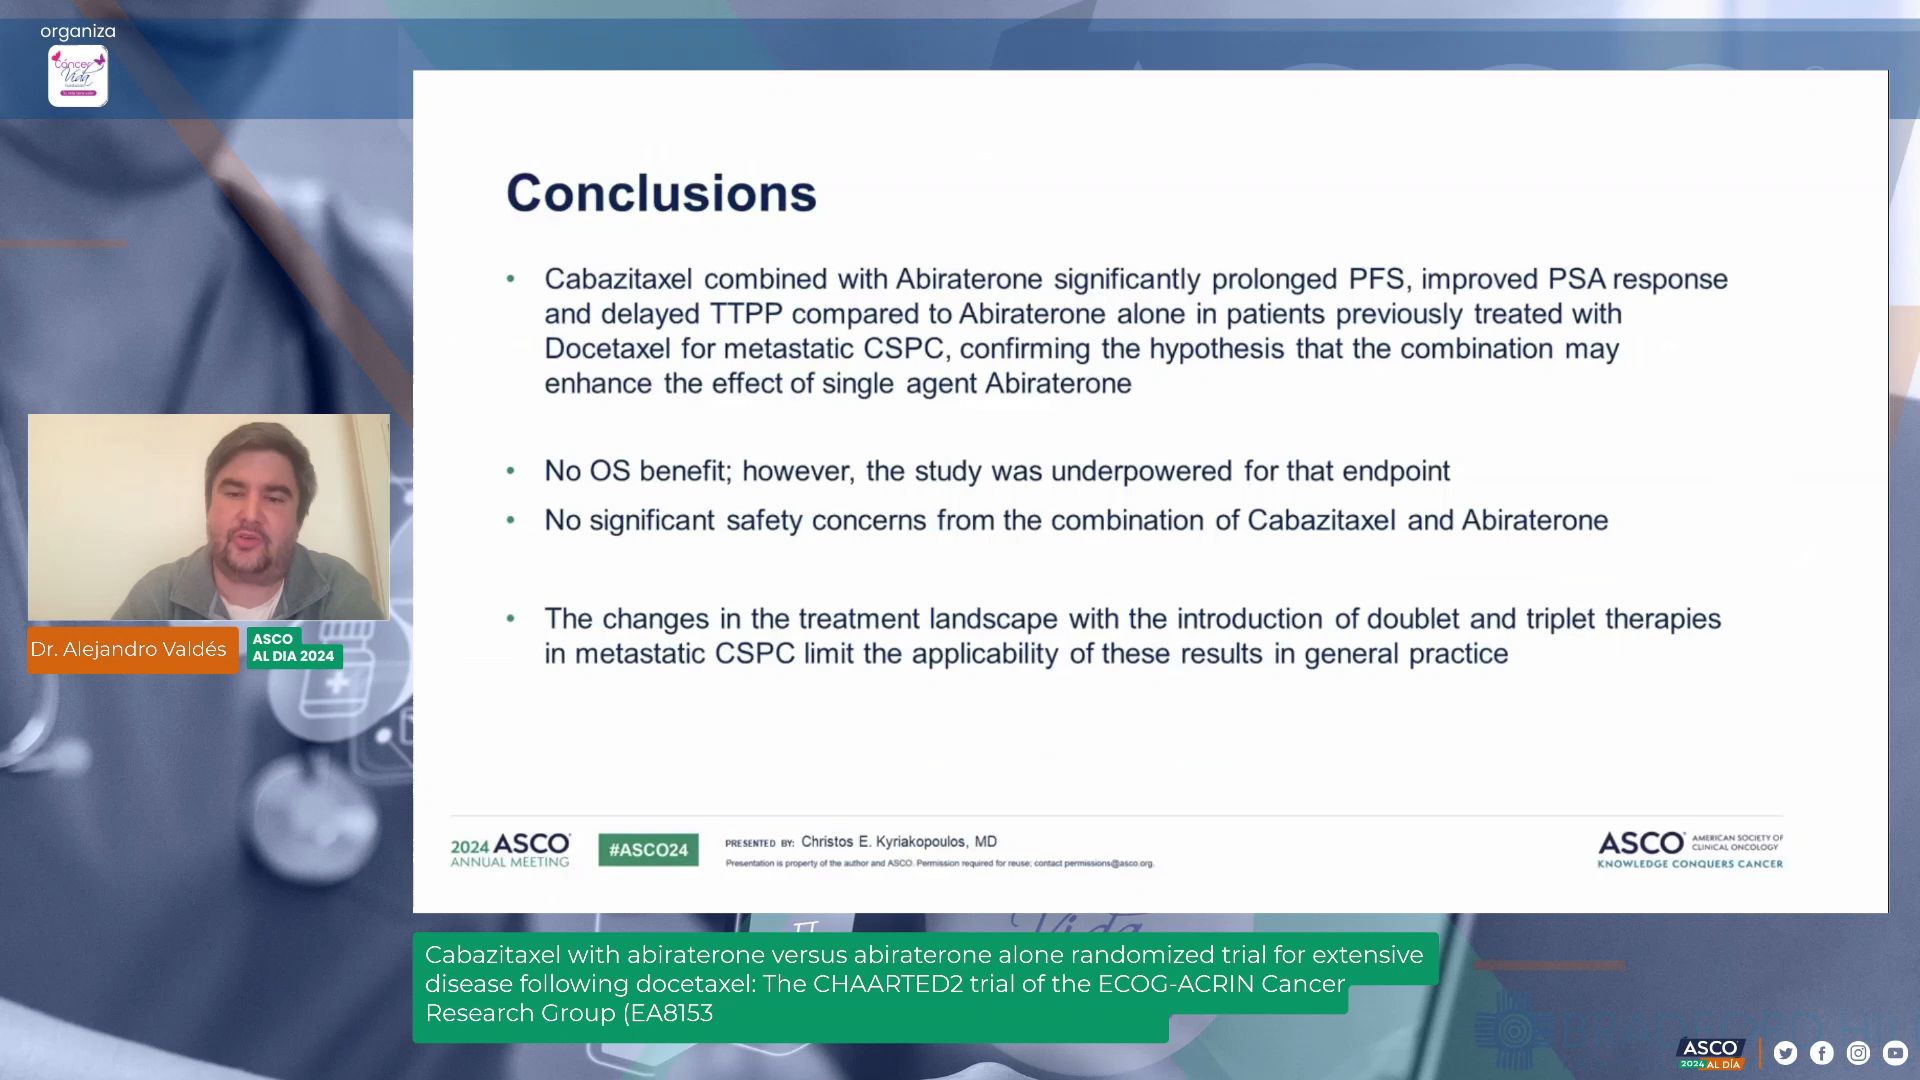 organiza
Cáncer
Vida
Conclusions
• Cabazitaxel combined with Abiraterone significantly prolonged PFS, improved PSA response
and delayed TTPP compared to Abiraterone alone in patients previously treated with
Docetaxel for metastatic CSPC, confirming the hypothesis that the combination may
enhance the effect of single agent Abiraterone
• No OS benefit; however, the study was underpowered for that endpoint
• No significant safety concerns from the combination of Cabazitaxel and Abiraterone
• The changes in the treatment landscape with the introduction of doublet and triplet therapies
in metastatic CSPC limit the applicability of these results in general practice
Dr. Alejandro Valdés
ASCO
AL DIA 2024
2024 ASCO
ANNUAL MEETING
#ASCO24
PRESENTED BY: Christos E. Kyriakopoulos, MD
Presentation is property of the author and ASCO. Permission required for reuse; contact permissions@asco.org.
ASCO AMERICAN SOCIETY OF
CLINICAL ONCOLOGY
KNOWLEDGE CONQUERS CANCER
Vida
Cabazitaxel with abiraterone versus abiraterone alone randomized trial for extensive
disease following docetaxel: The CHAARTED2 trial of the ECOG-ACRIN Cancer
Research Group (EA8153
ASCO
2024 AL DÍA